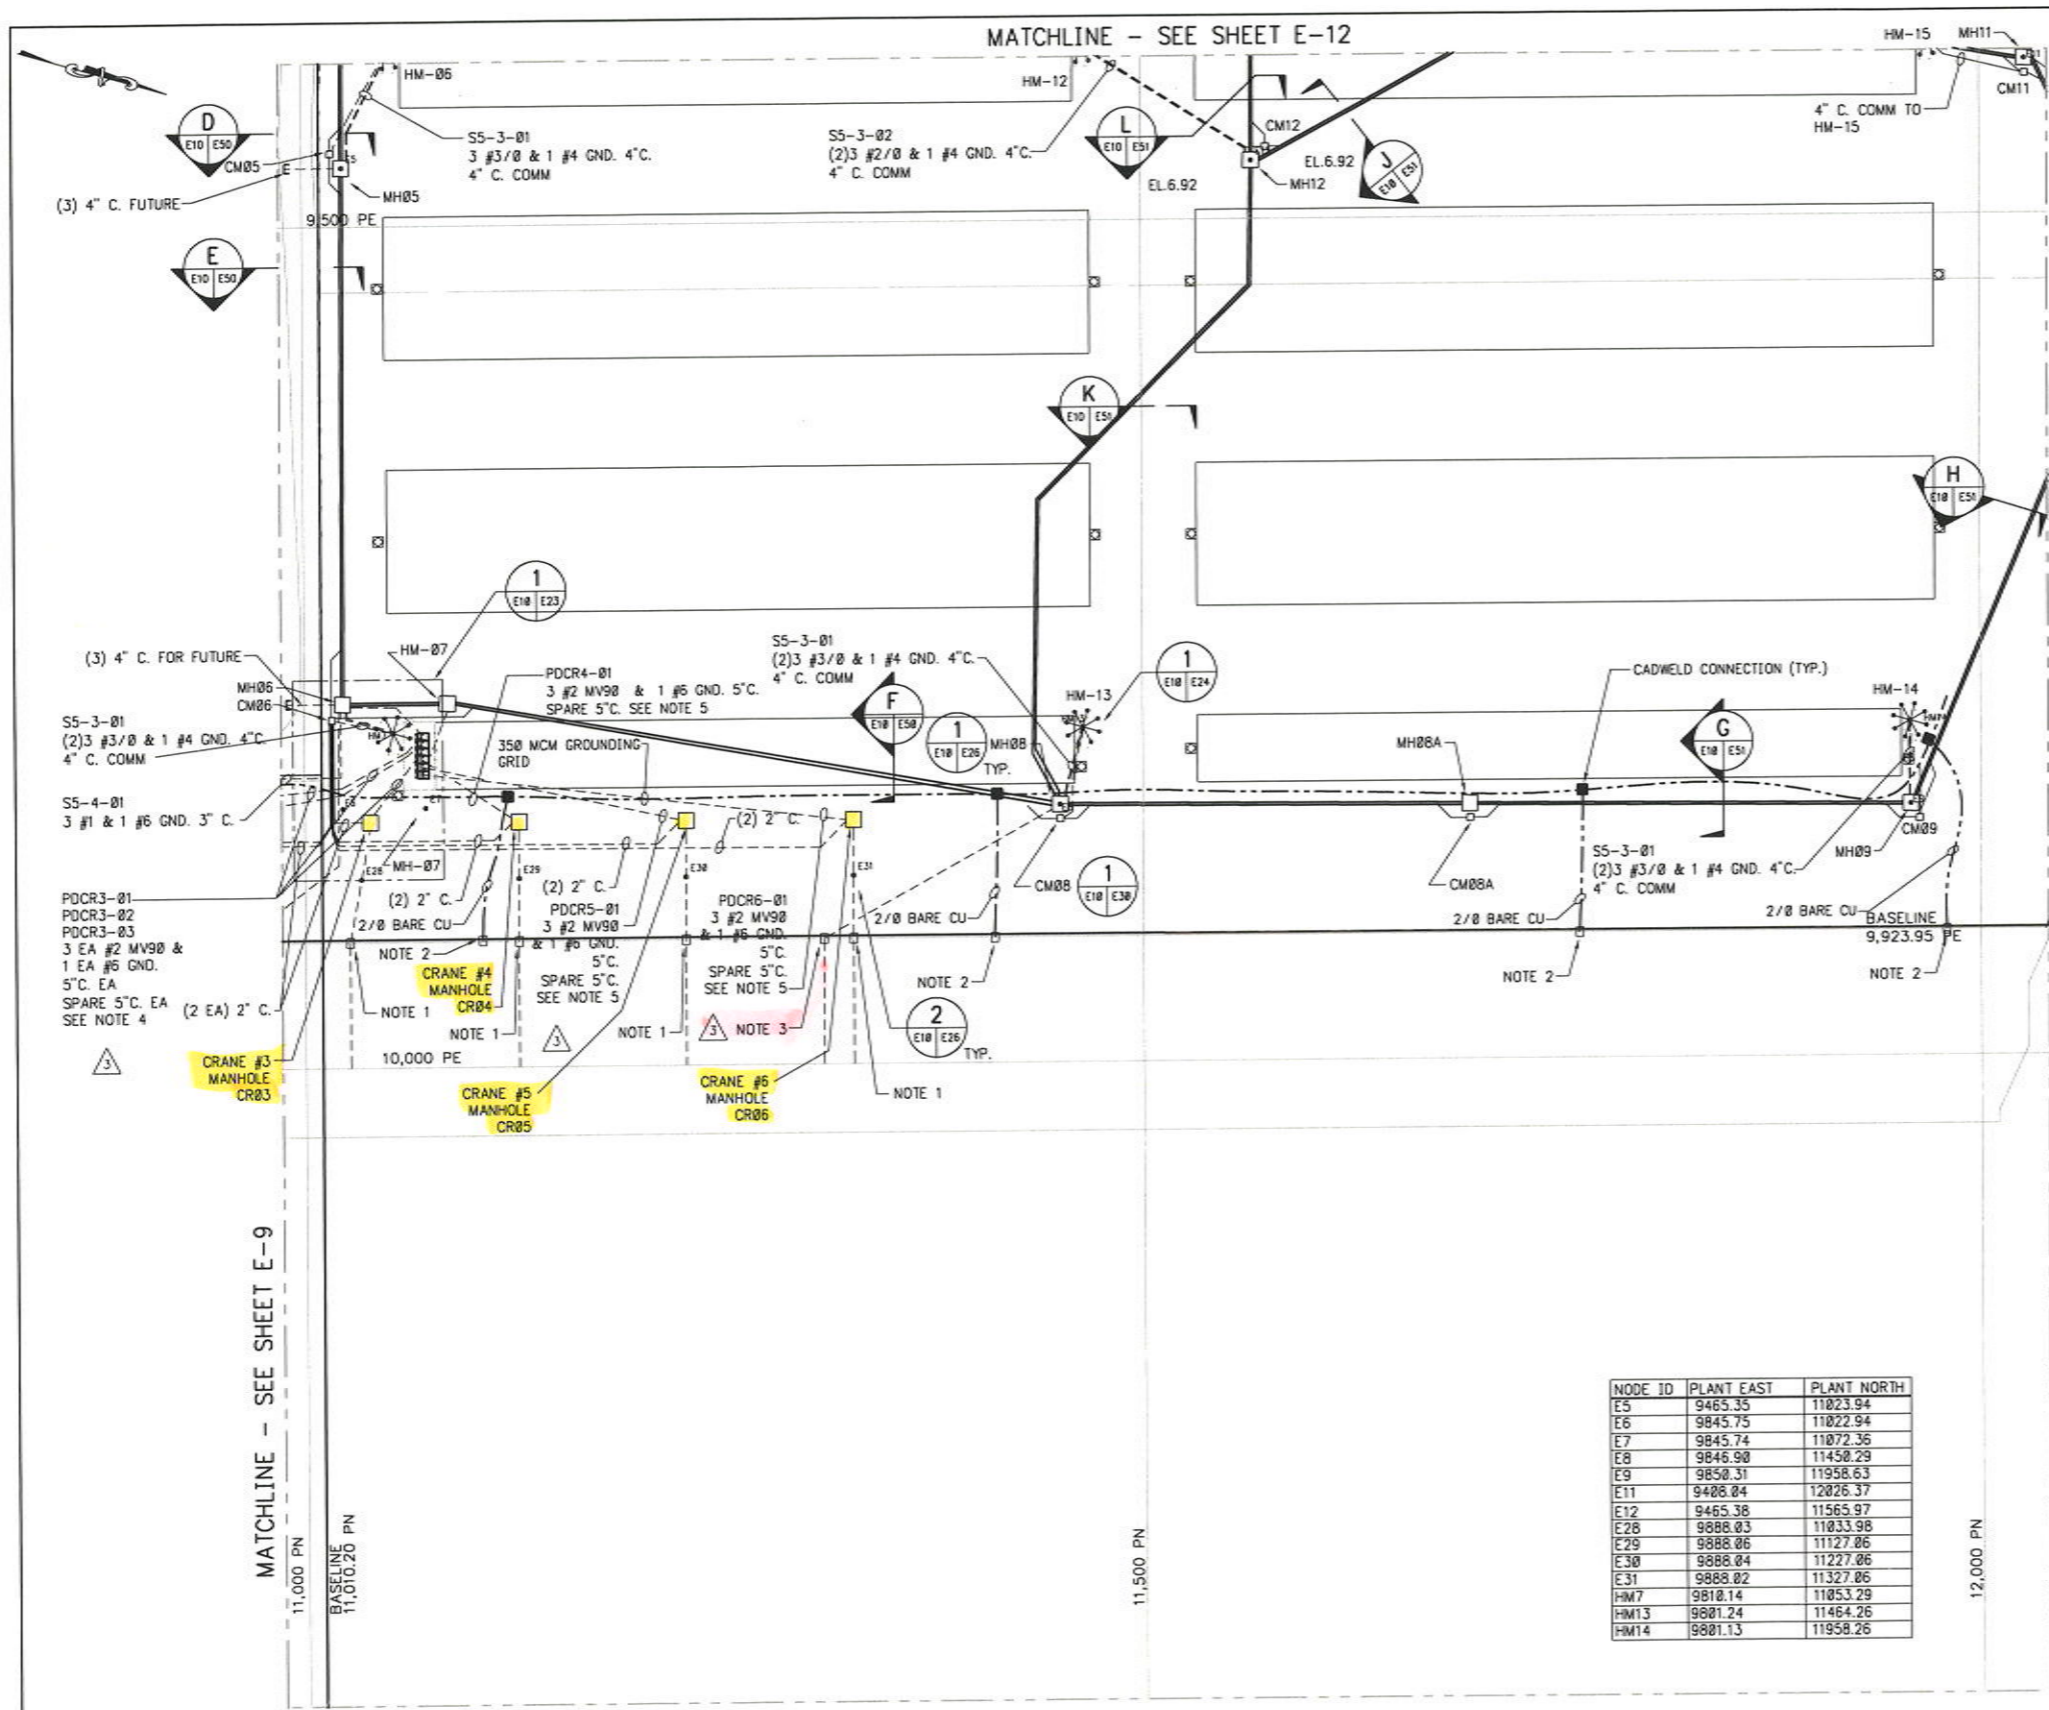 MATCHLINE - SEE SHEET E-12
HM-06
HM-12
HM-15
MH11
CM11
4" C. COMM TO
HM-15
D
E10 E50
CM05
E
E5
MH05
(3) 4" C. FUTURE
S5-3-01
3 #3/0 & 1 #4 GND. 4"C.
4" C. COMM
S5-3-02
(2)3 #2/0 & 1 #4 GND. 4"C.
4" C. COMM
L
E10 E51
CM12
EL.6.92
MH12
EL.6.92
J
E10 E51
9,500 PE
E
E10 E50
K
E10 E51
H
E10 E51
1
E10 E23
(3) 4" C. FOR FUTURE
HM-07
MH06
CM06
E
S5-3-01
(2)3 #3/0 & 1 #4 GND. 4"C.
4" C. COMM
S5-4-01
3 #1 & 1 #6 GND. 3" C.
PDCR4-01
3 #2 MV90 & 1 #6 GND. 5"C.
SPARE 5"C. SEE NOTE 5
350 MCM GROUNDING
GRID
S5-3-01
(2)3 #3/0 & 1 #4 GND. 4"C.
4" C. COMM
F
E10 E50
1
E10 E26
TYP.
MH08
HM-13
1
E10 E24
CADWELD CONNECTION (TYP.)
HM-14
MH08A
G
E10 E51
E6
E7
MH-07
E28
E29
E30
E31
(2) 2" C.
(2) 2" C.
(2) 2" C.
2/0 BARE CU
NOTE 2
PDCR3-01
PDCR3-02
PDCR3-03
3 EA #2 MV90 &
1 EA #6 GND.
5"C. EA
SPARE 5"C. EA
SEE NOTE 4
(2 EA) 2" C.
3
CRANE #3
MANHOLE
CR03
NOTE 1
CRANE #4
MANHOLE
CR04
NOTE 1
10,000 PE
PDCR5-01
3 #2 MV90
& 1 #6 GND.
5"C.
SPARE 5"C.
SEE NOTE 5
3
CRANE #5
MANHOLE
CR05
NOTE 1
PDCR6-01
3 #2 MV90
& 1 #6 GND.
5"C.
SPARE 5"C.
SEE NOTE 5
3
NOTE 3
CRANE #6
MANHOLE
CR06
NOTE 1
2
E10 E26
TYP.
2/0 BARE CU
NOTE 2
CM08
1
E10 E30
CM08A
2/0 BARE CU
NOTE 2
S5-3-01
(2)3 #3/0 & 1 #4 GND. 4"C.
4" C. COMM
MH09
CM09
2/0 BARE CU
BASELINE
9,923.95 PE
NOTE 2
MATCHLINE - SEE SHEET E-9
11,000 PN
BASELINE
11,010.20 PN
11,500 PN
12,000 PN
NODE ID PLANT EAST PLANT NORTH
E5 9465.35 11023.94
E6 9845.75 11022.94
E7 9845.74 11072.36
E8 9846.90 11450.29
E9 9850.31 11958.63
E11 9408.04 12026.37
E12 9465.38 11565.97
E28 9888.03 11033.98
E29 9888.06 11127.06
E30 9888.04 11227.06
E31 9888.02 11327.06
HM7 9810.14 11053.29
HM13 9801.24 11464.26
HM14 9801.13 11958.26